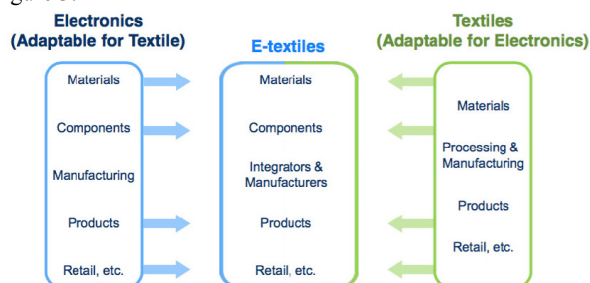 Electronics
(Adaptable for Textile)
Materials
Components
Manufacturing
Products
Retail, etc.
E-textiles
Materials
Components
Integrators &
Manufacturers
Products
Retail, etc.
Textiles
(Adaptable for Electronics)
Materials
Processing &
Manufacturing
Products
Retail, etc.